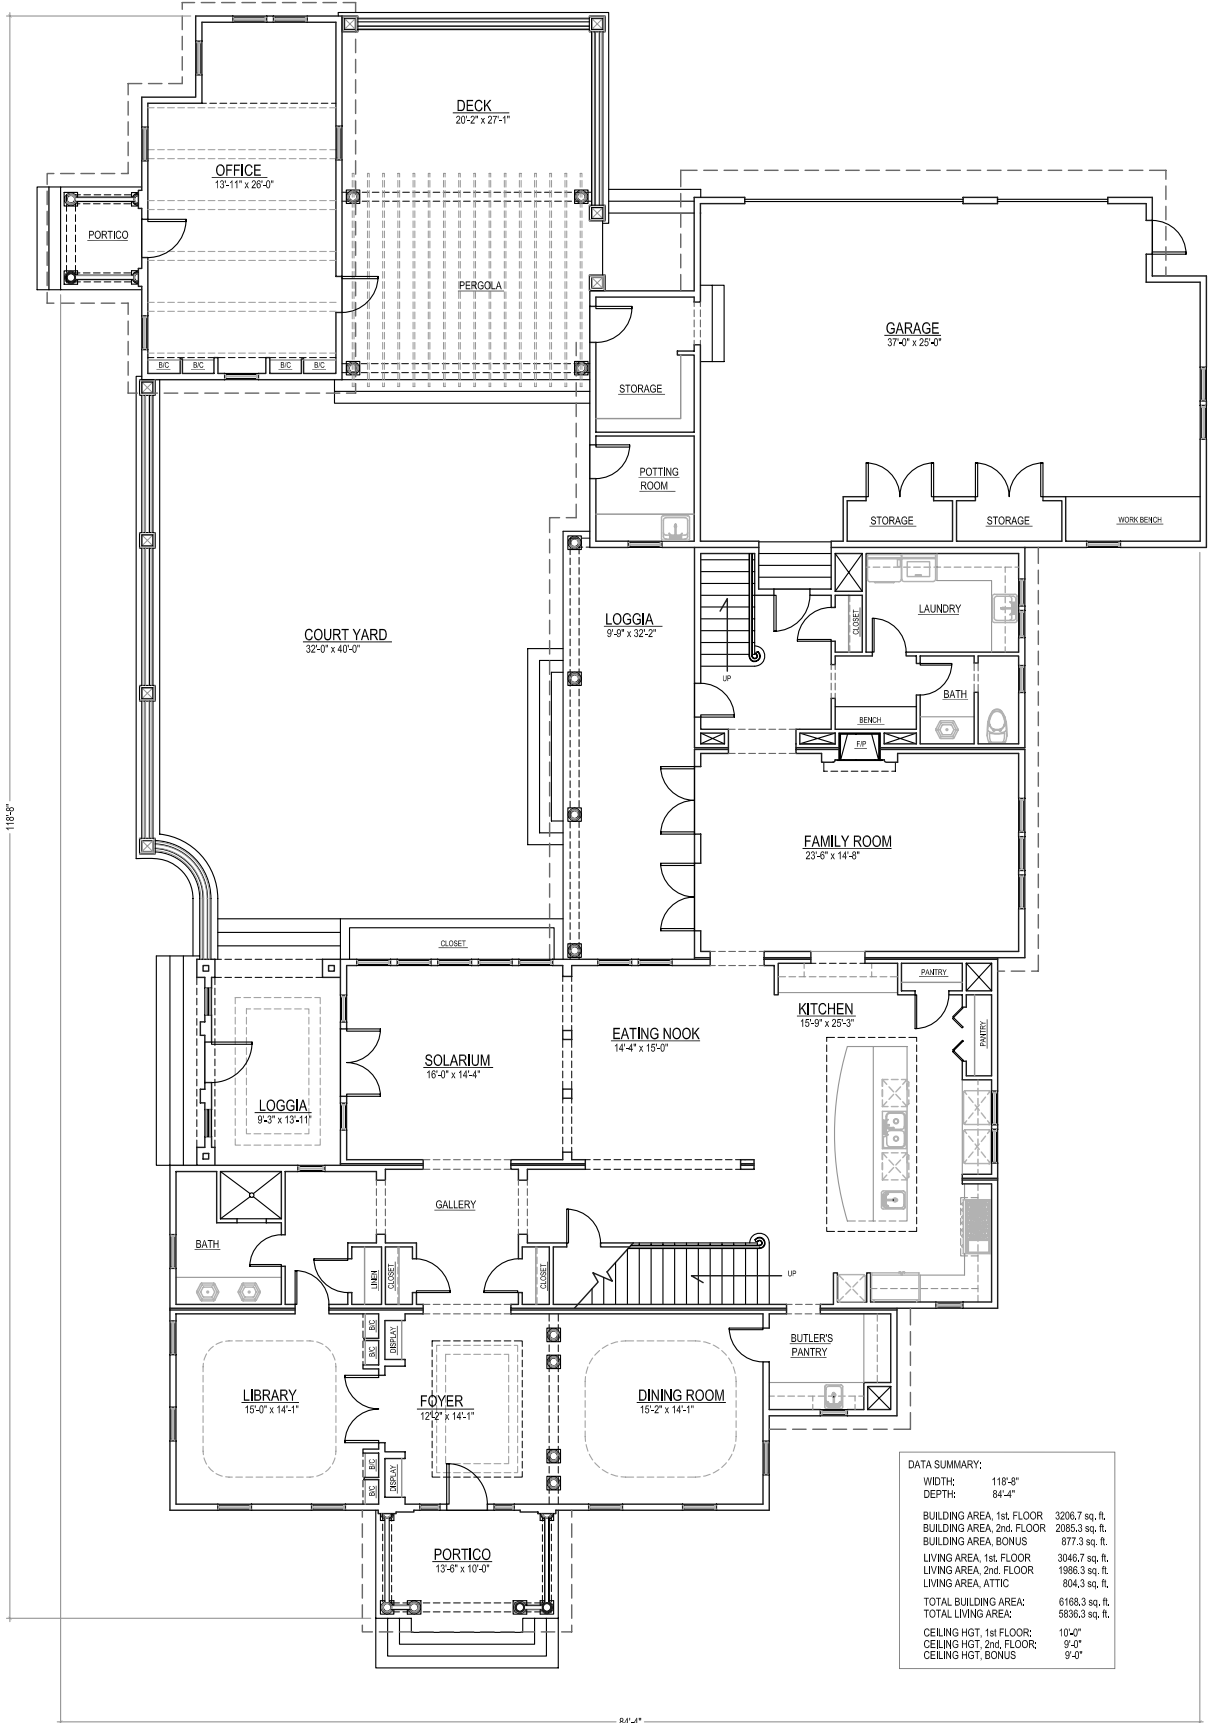 DECK
20'-2" x 27'-1"
OFFICE
13'-11" x 26'-0"
PORTICO
PERGOLA
B/C
B/C
B/C
B/C
STORAGE
GARAGE
37'-0" x 25'-0"
POTTING
ROOM
STORAGE
STORAGE
WORK BENCH
COURT YARD
32'-0" x 40'-0"
LOGGIA
9'-9" x 32'-2"
UP
CLOSET
LAUNDRY
BATH
BENCH
F/P
FAMILY ROOM
23'-6" x 14'-8"
118'-8"
CLOSET
PANTRY
PANTRY
KITCHEN
15'-9" x 25'-3"
EATING NOOK
14'-4" x 15'-0"
SOLARIUM
16'-0" x 14'-4"
LOGGIA
9'-3" x 13'-11"
GALLERY
BATH
LINEN
CLOSET
CLOSET
UP
B/C
B/C
DISPLAY
BUTLER'S
PANTRY
LIBRARY
15'-0" x 14'-1"
FOYER
12'-2" x 14'-1"
DINING ROOM
15'-2" x 14'-1"
B/C
B/C
DISPLAY
PORTICO
13'-6" x 10'-0"
DATA SUMMARY:
WIDTH: 118'-8"
DEPTH: 84'-4"
BUILDING AREA, 1st. FLOOR 3206.7 sq. ft.
BUILDING AREA, 2nd. FLOOR 2085.3 sq. ft.
BUILDING AREA, BONUS 877.3 sq. ft.
LIVING AREA, 1st. FLOOR 3046.7 sq. ft.
LIVING AREA, 2nd. FLOOR 1986.3 sq. ft.
LIVING AREA, ATTIC 804.3 sq. ft.
TOTAL BUILDING AREA: 6168.3 sq. ft.
TOTAL LIVING AREA: 5836.3 sq. ft.
CEILING HGT, 1st FLOOR: 10'-0"
CEILING HGT, 2nd, FLOOR: 9'-0"
CEILING HGT, BONUS 9'-0"
84'-4"